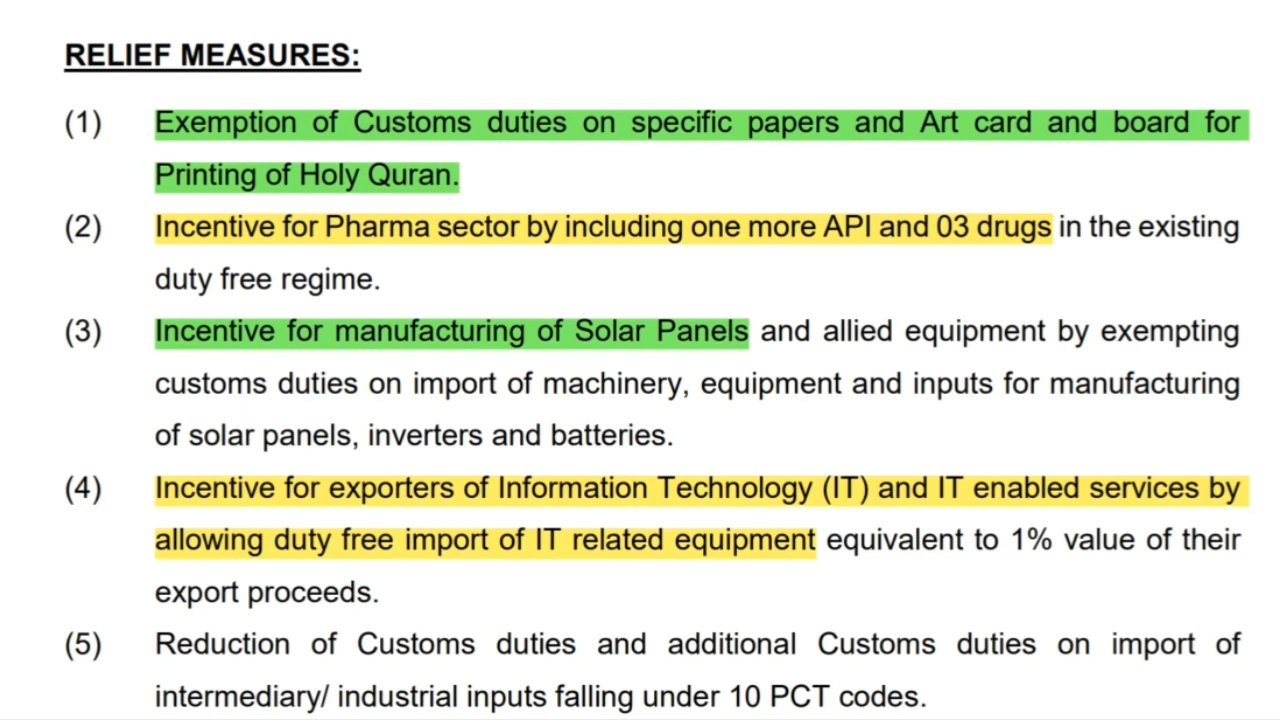 RELIEF MEASURES:
(1) Exemption of Customs duties on specific papers and Art card and board for
Printing of Holy Quran.
(2) Incentive for Pharma sector by including one more API and 03 drugs in the existing
duty free regime.
(3) Incentive for manufacturing of Solar Panels and allied equipment by exempting
customs duties on import of machinery, equipment and inputs for manufacturing
of solar panels, inverters and batteries.
(4) Incentive for exporters of Information Technology (IT) and IT enabled services by
allowing duty free import of IT related equipment equivalent to 1% value of their
export proceeds.
(5) Reduction of Customs duties and additional Customs duties on import of
intermediary/ industrial inputs falling under 10 PCT codes.